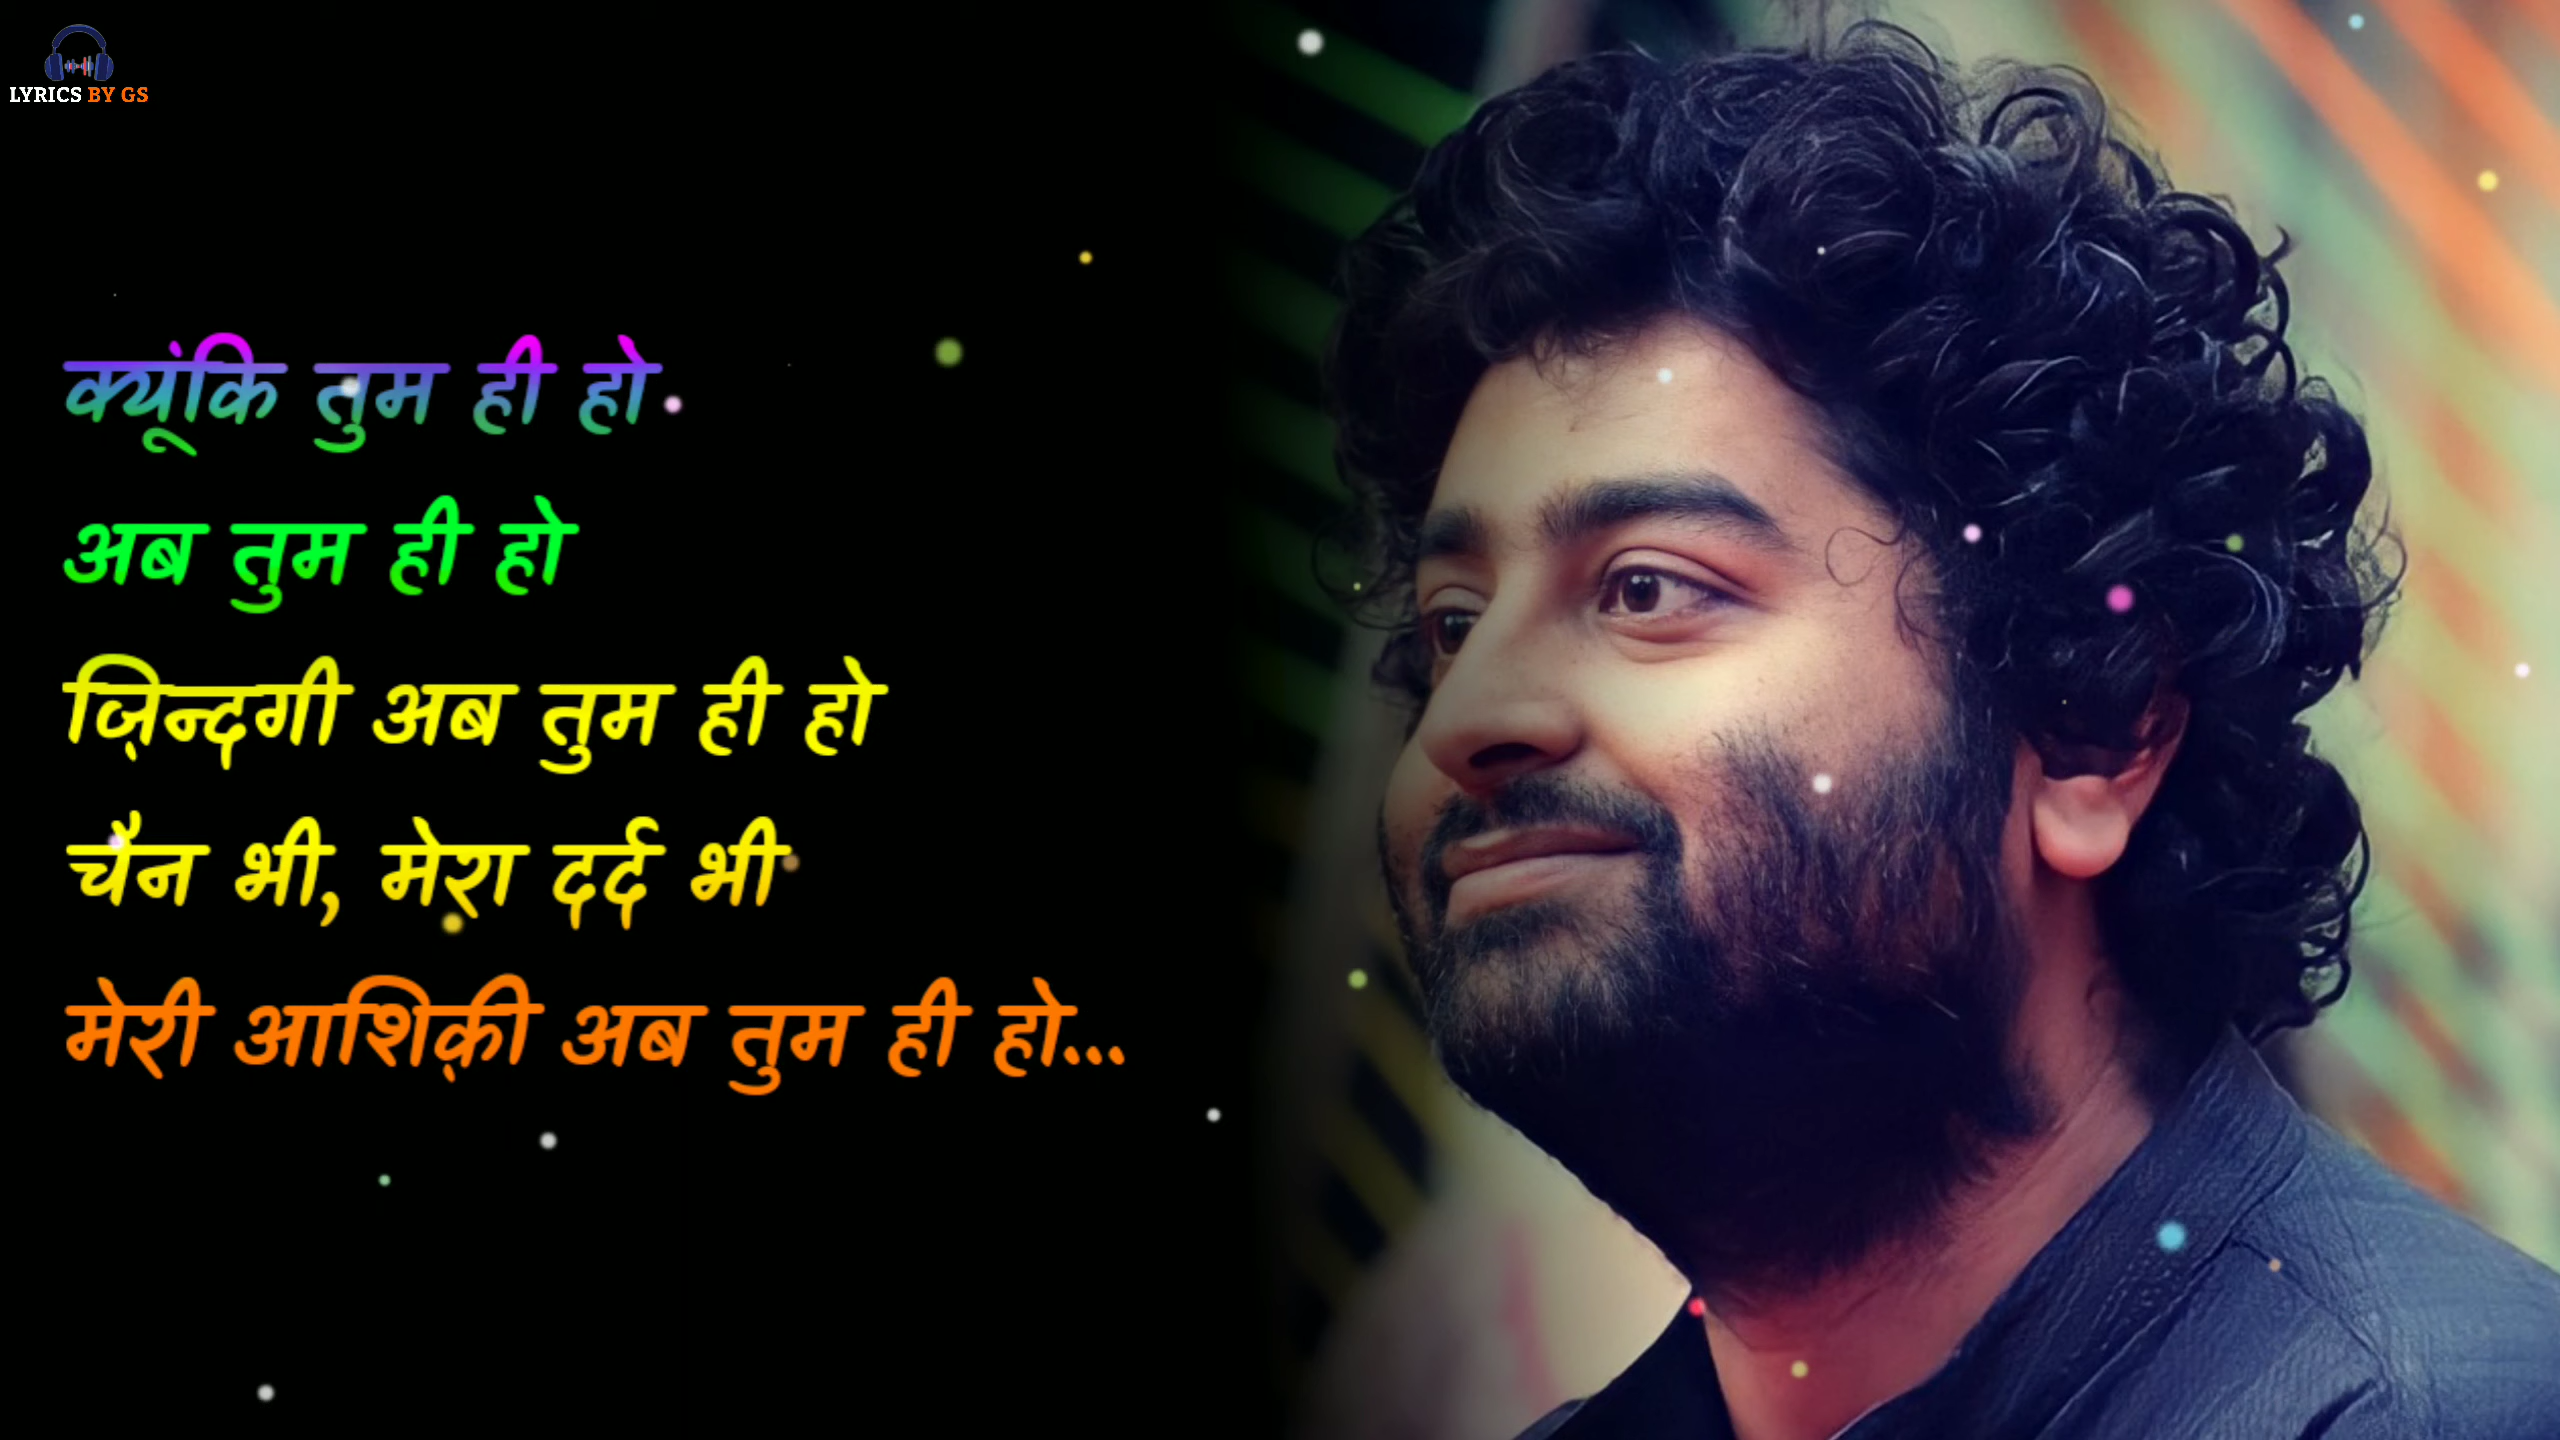 LYRICS BY GS
क्यूंकि तुम ही हो
अब तुम ही हो
ज़िन्दगी अब तुम ही हो
चैन भी, मेरा दर्द भी
मेरी आशिक़ी अब तुम ही हो...